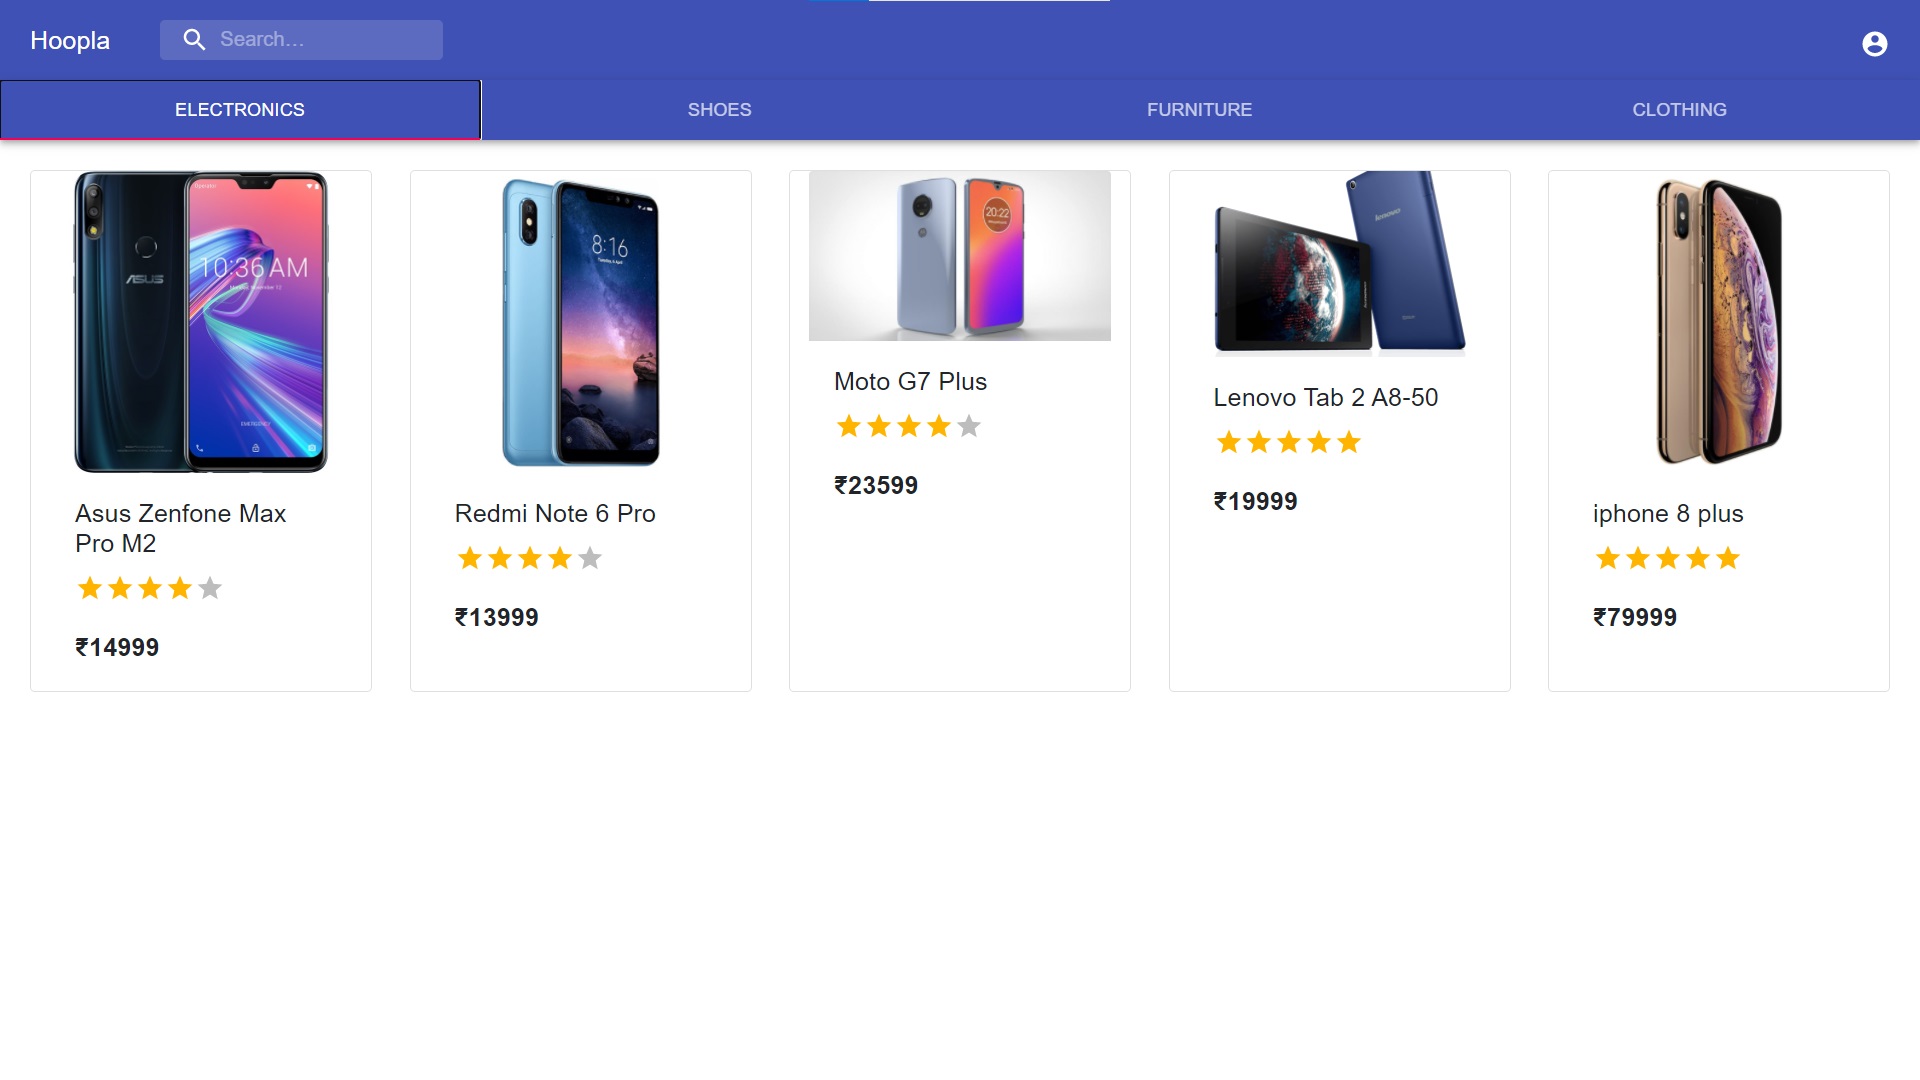 Hoopla
Search...
ELECTRONICS
SHOES
FURNITURE
CLOTHING
ASUS
10:36 AM
Asus Zenfone Max
Pro M2
₹14999
8:16
Redmi Note 6 Pro
₹13999
20:22
Moto G7 Plus
₹23599
lenovo
Lenovo Tab 2 A8-50
₹19999
iphone 8 plus
₹79999